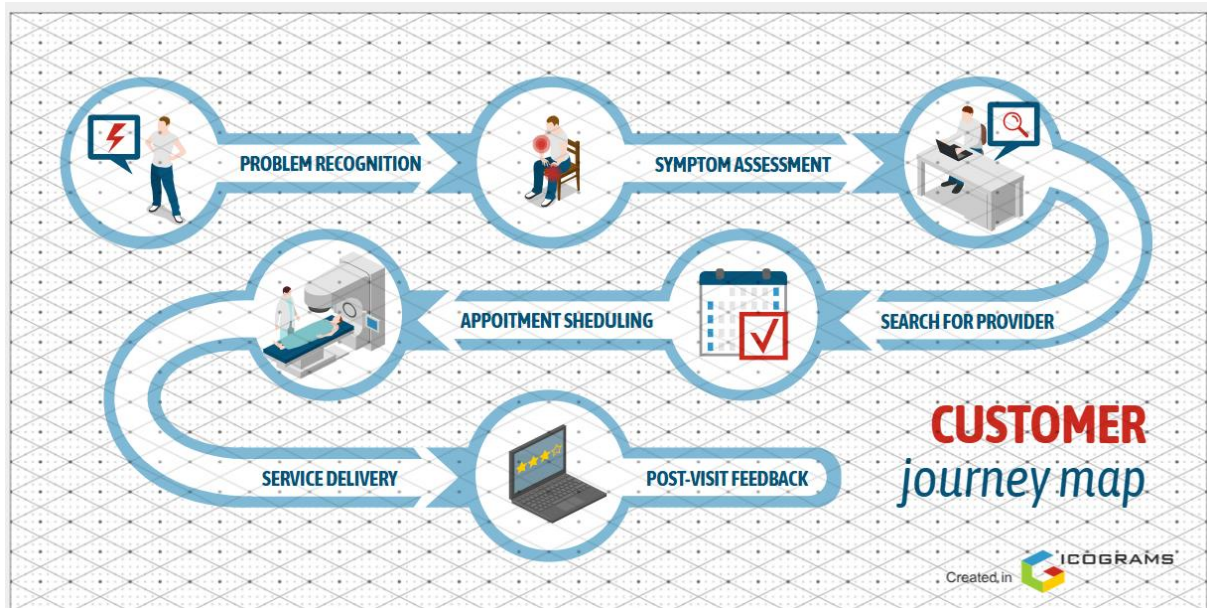 PROBLEM RECOGNITION
SYMPTOM ASSESSMENT
SEARCH FOR PROVIDER
APPOITMENT SHEDULING
SERVICE DELIVERY
POST-VISIT FEEDBACK
CUSTOMER
journey map
Created in
ICOGRAMS